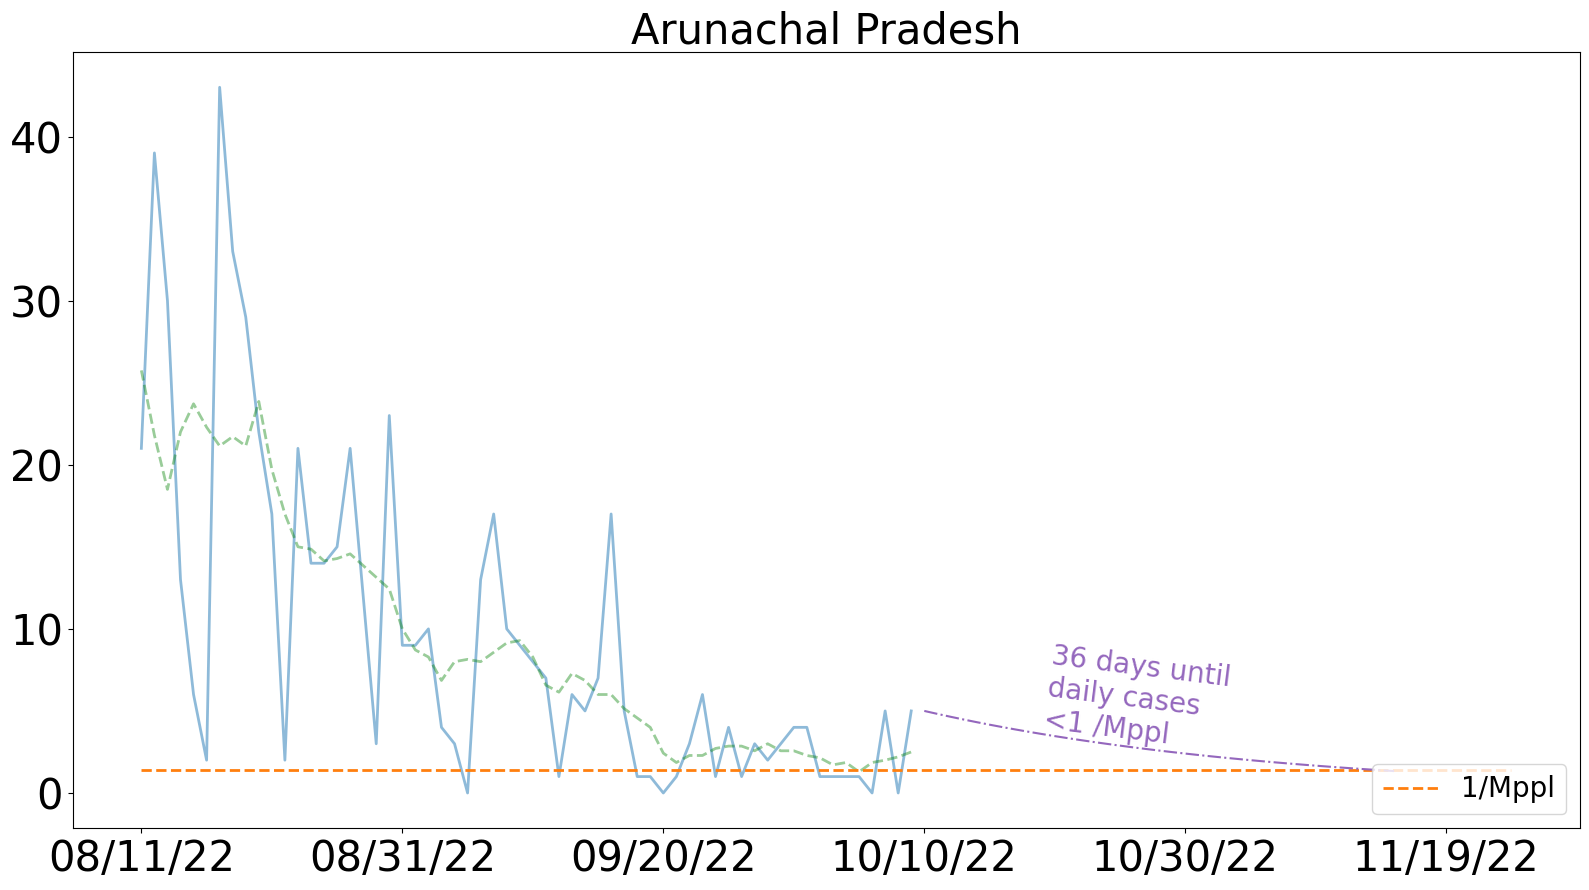 Arunachal Pradesh
40
30
20
10
0
36 days until
daily cases
<1 /Mppl
1/Mppl
08/11/22
08/31/22
09/20/22
10/10/22
10/30/22
11/19/22